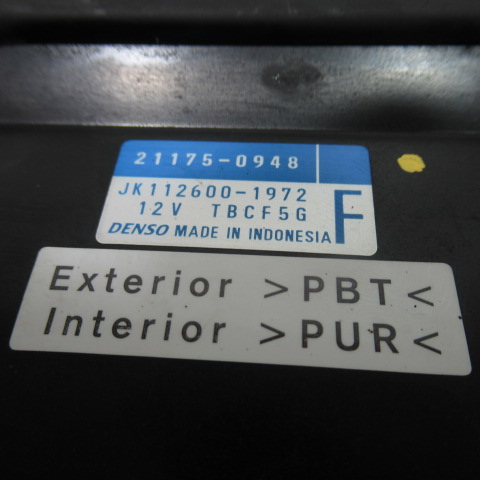 21175-0948
JK112600-1972
12V TBCF5G
F
DENSO MADE IN INDONESIA
Exterior >PBT<
Interior >PUR<